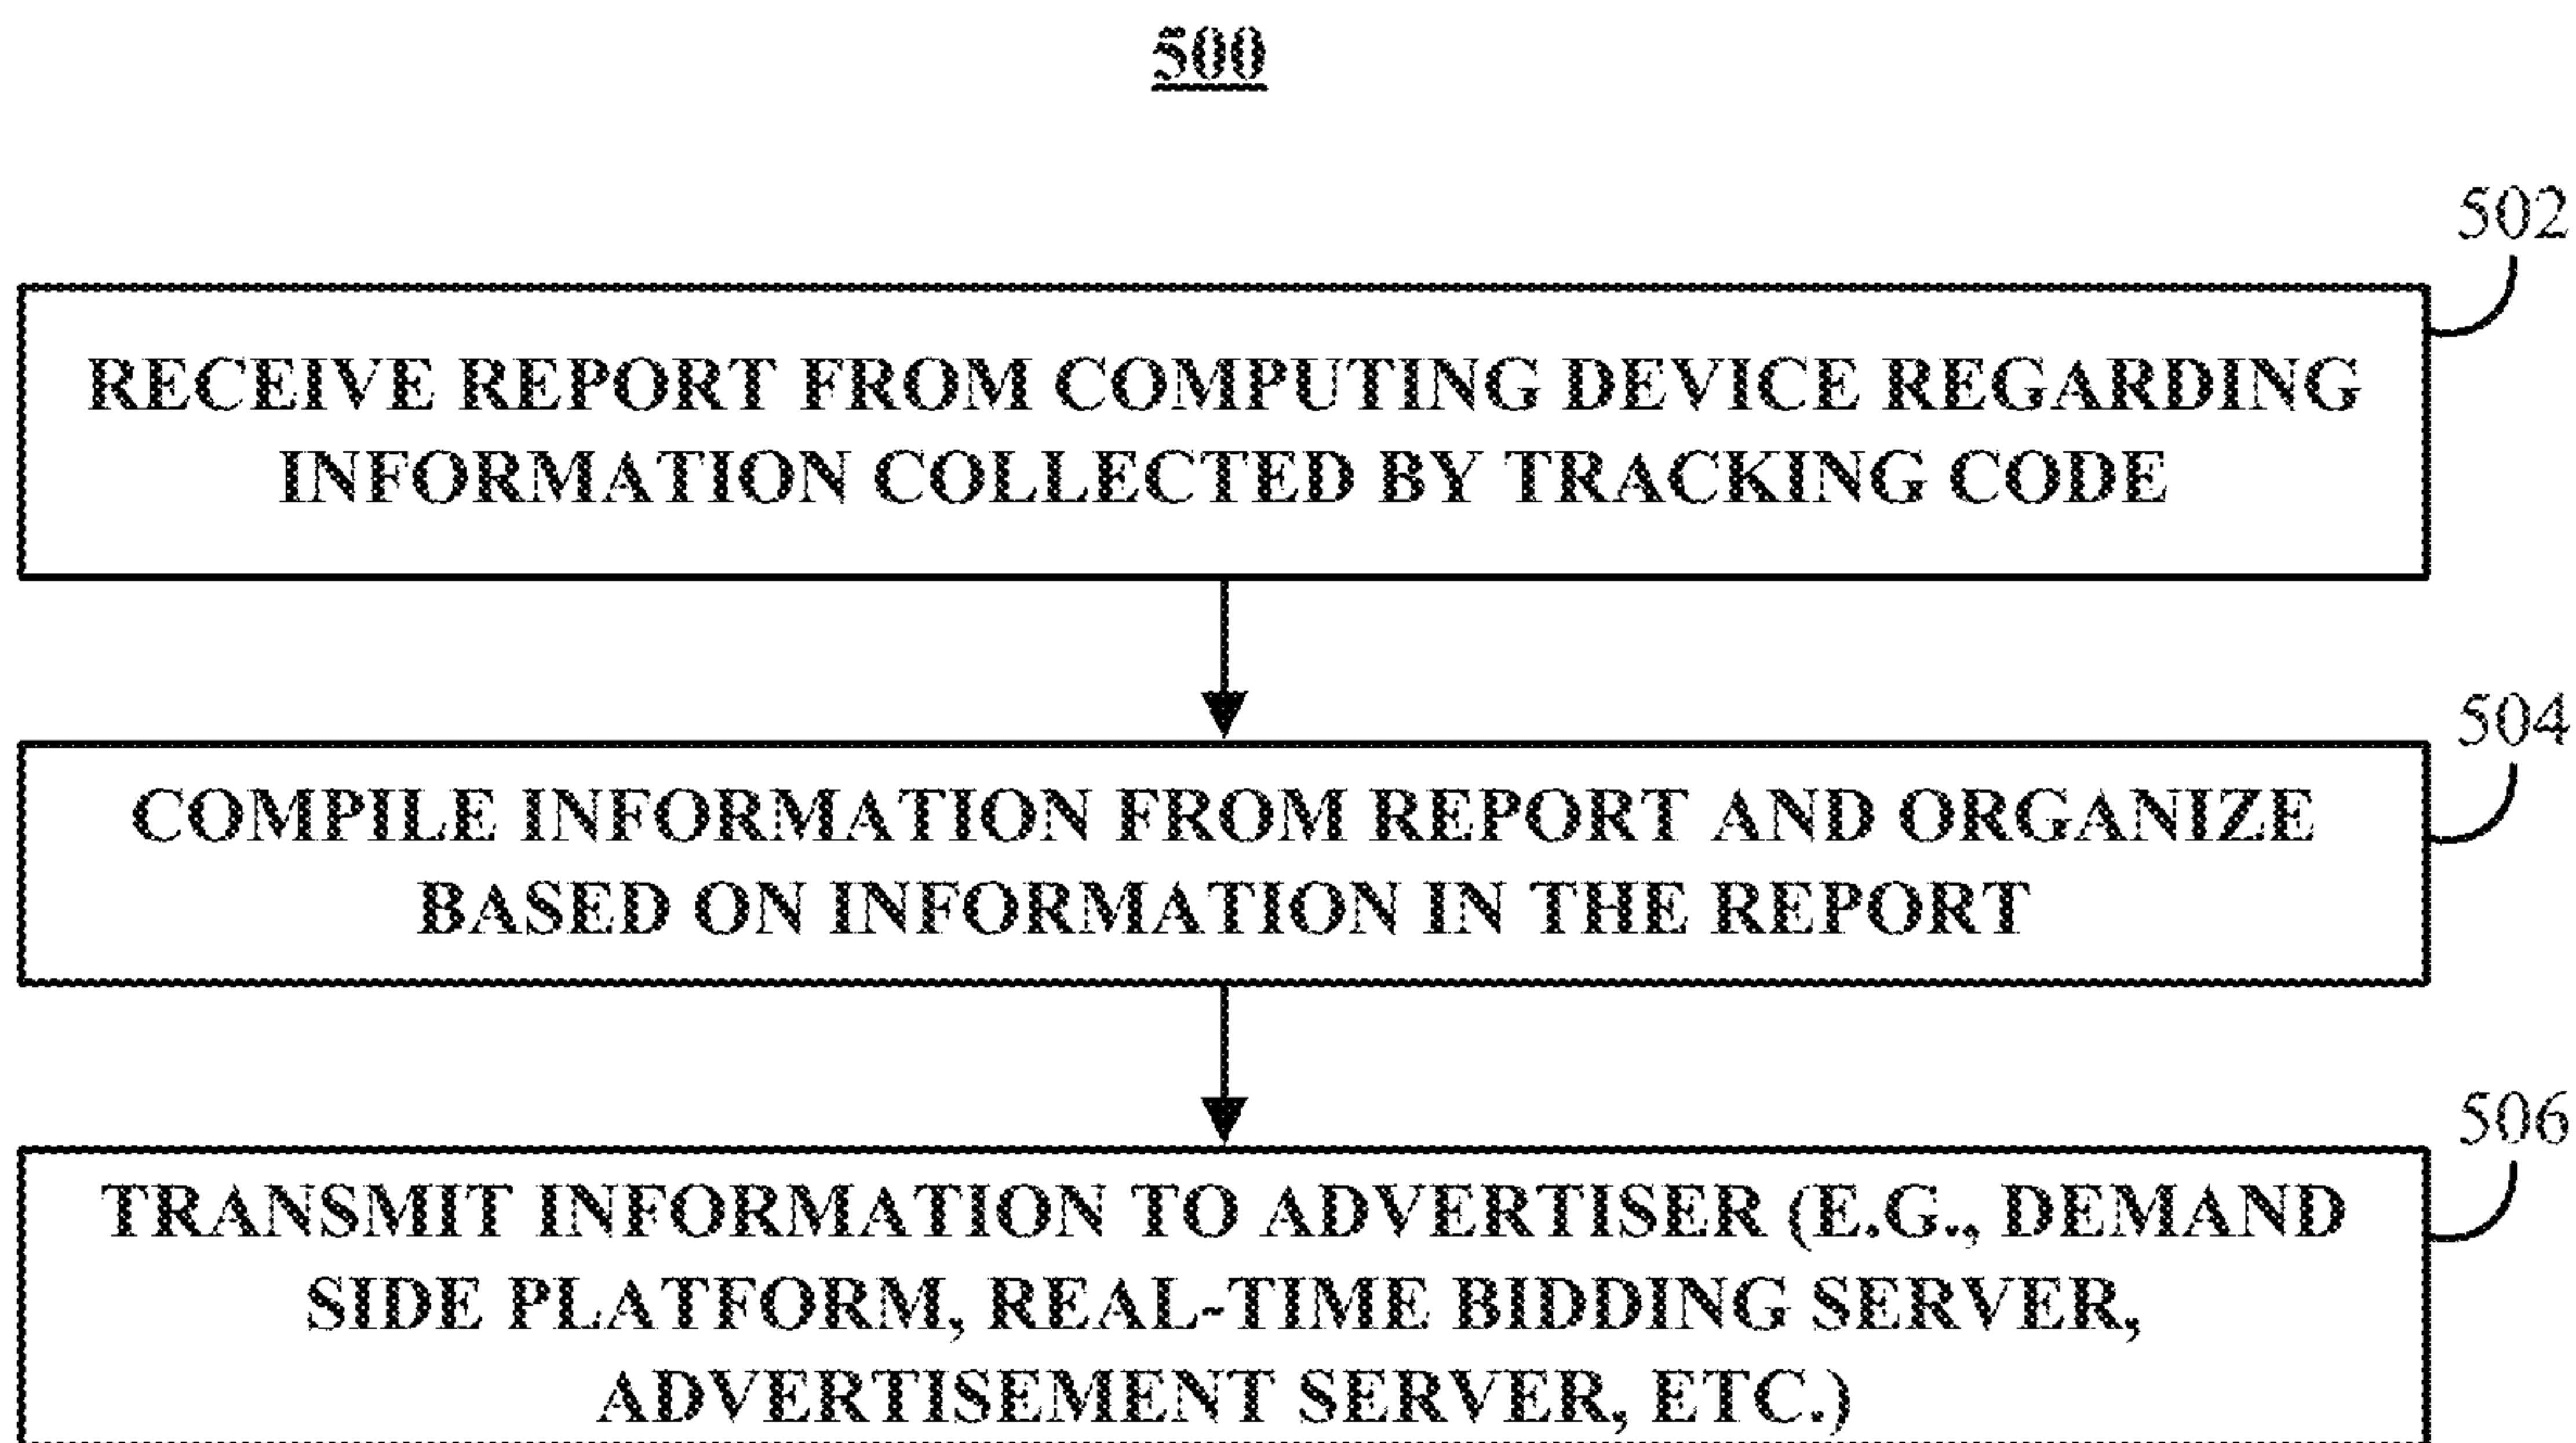 500
502
RECEIVE REPORT FROM COMPUTING DEVICE REGARDING
INFORMATION COLLECTED BY TRACKING CODE
504
COMPILE INFORMATION FROM REPORT AND ORGANIZE
BASED ON INFORMATION IN THE REPORT
506
TRANSMIT INFORMATION TO ADVERTISER (E.G., DEMAND
SIDE PLATFORM, REAL-TIME BIDDING SERVER,
ADVERTISEMENT SERVER, ETC.)